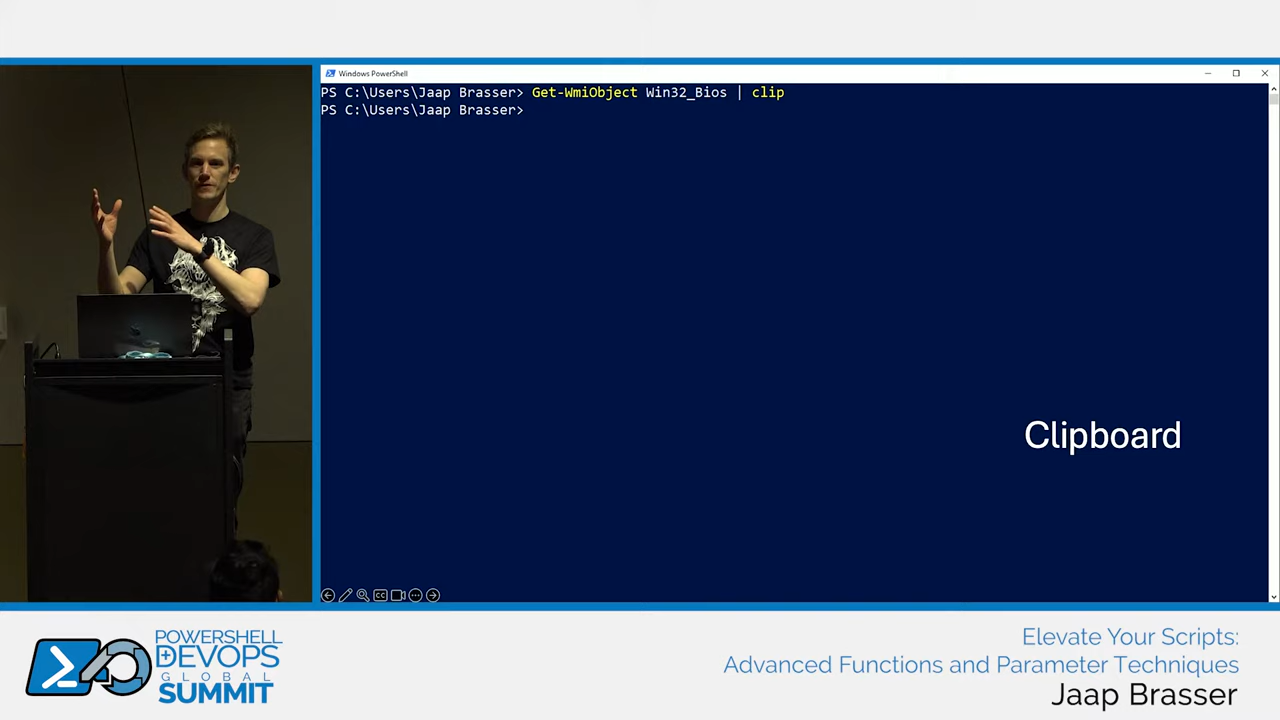 Windows PowerShell
PS C:\Users\Jaap Brasser> Get-WmiObject Win32_Bios | clip
PS C:\Users\Jaap Brasser>
Clipboard
CC
POWERSHELL
+DEVOPS
GLOBAL
SUMMIT
Elevate Your Scripts:
Advanced Functions and Parameter Techniques
Jaap Brasser